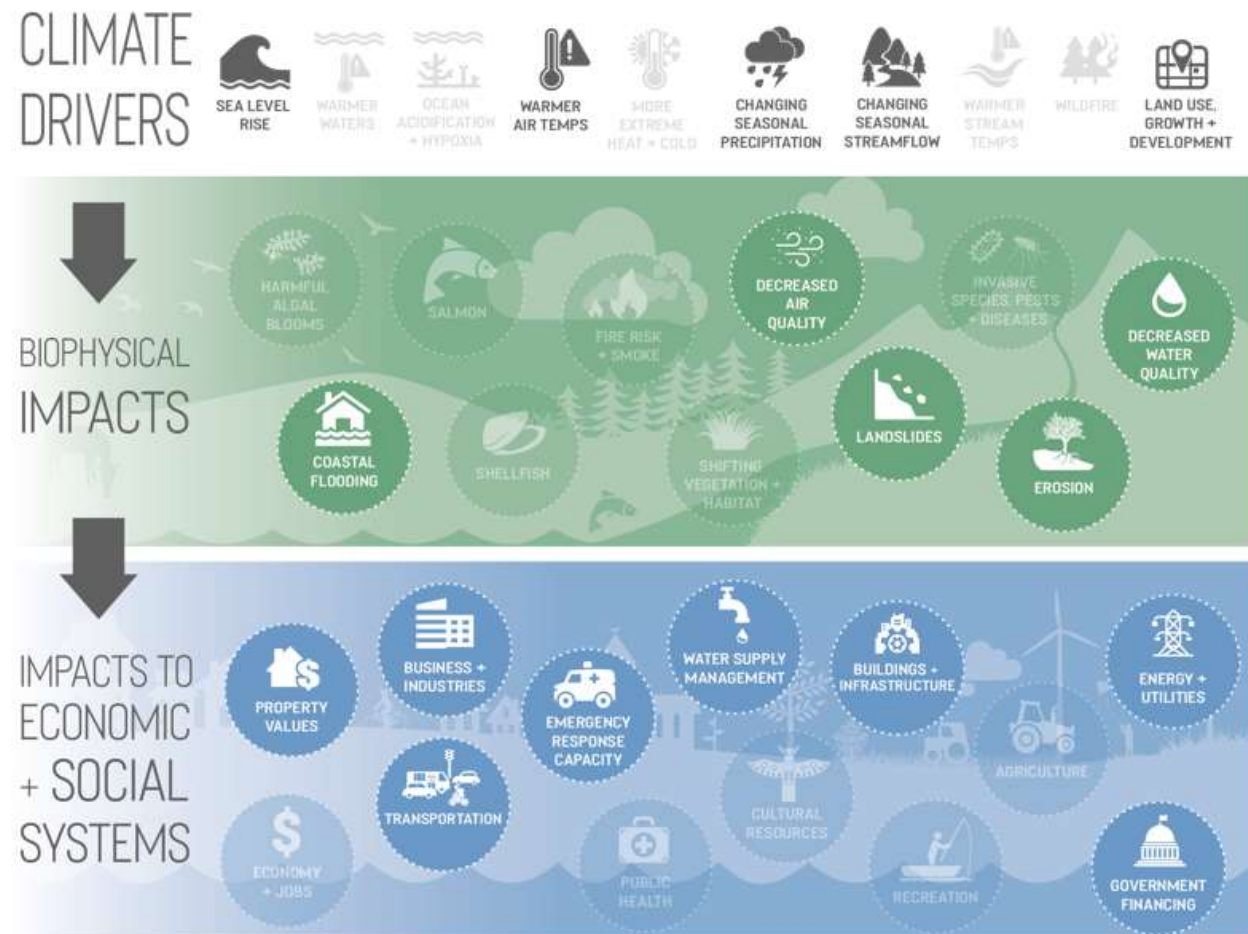 CLIMATE
DRIVERS
SEA LEVEL
RISE
WARMER
WATERS
OCEAN
ACIDIFICATION
+ HYPOXIA
WARMER
AIR TEMPS
MORE
EXTREME
HEAT + COLD
CHANGING
SEASONAL
PRECIPITATION
CHANGING
SEASONAL
STREAMFLOW
WARMER
STREAM
TEMPS
WILDFIRE
LAND USE,
GROWTH +
DEVELOPMENT
BIOPHYSICAL
IMPACTS
HARMFUL
ALGAL
BLOOMS
SALMON
FIRE RISK
+ SMOKE
DECREASED
AIR
QUALITY
INVASIVE
SPECIES, PESTS
+ DISEASES
DECREASED
WATER
QUALITY
COASTAL
FLOODING
SHELLFISH
SHIFTING
VEGETATION +
HABITAT
LANDSLIDES
EROSION
IMPACTS TO
ECONOMIC
+ SOCIAL
SYSTEMS
PROPERTY
VALUES
BUSINESS +
INDUSTRIES
EMERGENCY
RESPONSE
CAPACITY
WATER SUPPLY
MANAGEMENT
BUILDINGS +
INFRASTRUCTURE
ENERGY +
UTILITIES
TRANSPORTATION
AGRICULTURE
CULTURAL
RESOURCES
ECONOMY
+ JOBS
PUBLIC
HEALTH
RECREATION
GOVERNMENT
FINANCING